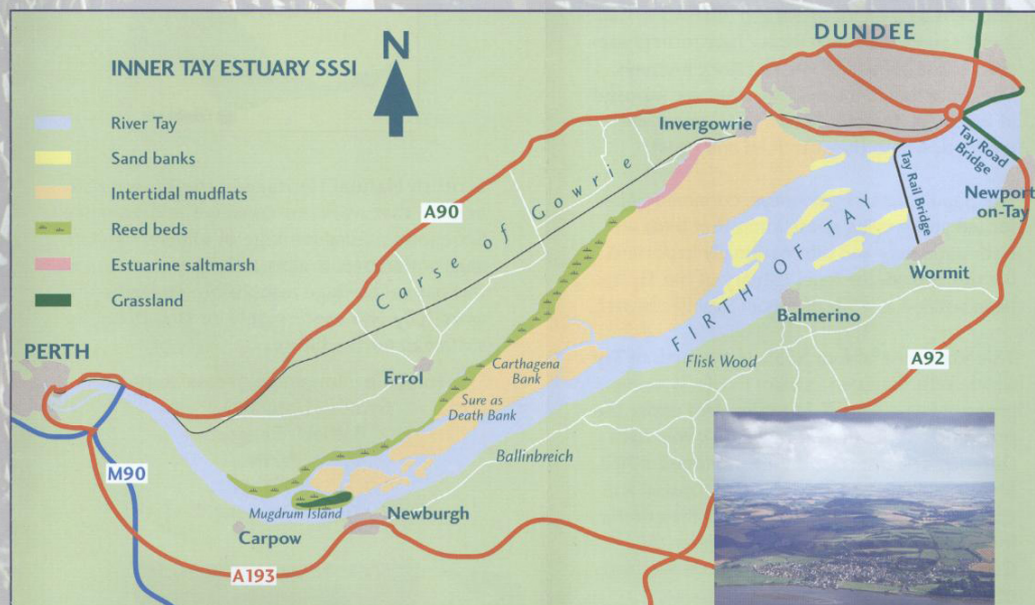 DUNDEE
N
INNER TAY ESTUARY SSSI
River Tay
Sand banks
Intertidal mudflats
Reed beds
Estuarine saltmarsh
Grassland
Invergowrie
Tay Road
Bridge
Tay Rail Bridge
Newport
on-Tay
A90
Carse of Gowrie
FIRTH OF TAY
Wormit
Balmerino
PERTH
Errol
Carthagena
Bank
Flisk Wood
A92
Sure as
Death Bank
Ballinbreich
M90
Mugdrum Island
Newburgh
Carpow
A193